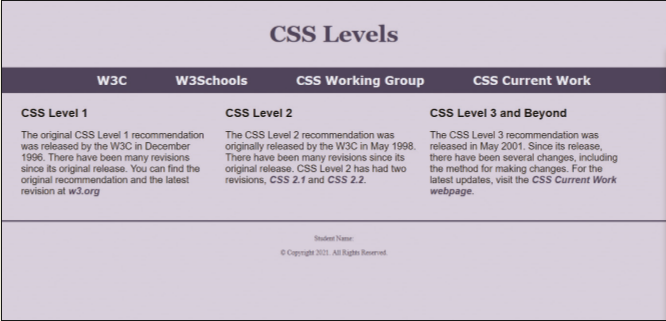 CSS Levels
W3C W3Schools CSS Working Group CSS Current Work
CSS Level 1
The original CSS Level 1 recommendation
was released by the W3C in December
1996. There have been many revisions
since its original release. You can find the
original recommendation and the latest
revision at w3.org
CSS Level 2
The CSS Level 2 recommendation was
originally released by the W3C in May 1998.
There have been many revisions since its
original release. CSS Level 2 has had two
revisions, CSS 2.1 and CSS 2.2.
CSS Level 3 and Beyond
The CSS Level 3 recommendation was
released in May 2001. Since its release,
there have been several changes, including
the method for making changes. For the
latest updates, visit the CSS Current Work
webpage.
Student Name:
© Copyright 2021. All Rights Reserved.